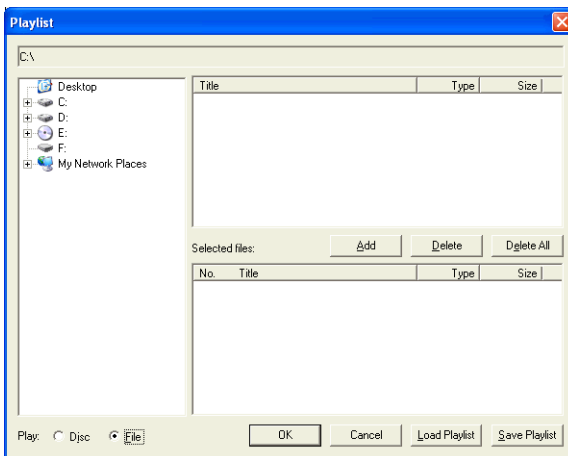 Playlist
C:\
Desktop
C:
D:
E:
F:
My Network Places
Title Type Size
Selected files: Add Delete Delete All
No. Title Type Size
Play: Disc File OK Cancel Load Playlist Save Playlist